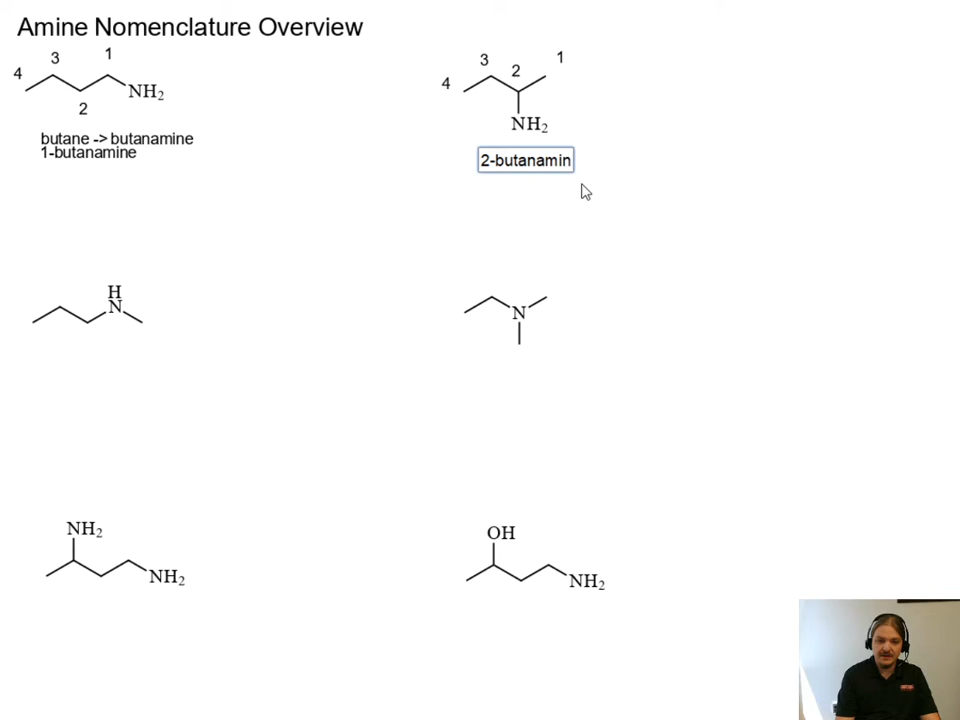 Amine Nomenclature Overview
4 3 2 1 NH2
4 3 2 1
NH2
butane -> butanamine
1-butanamine
2-butanamin
H
N
N
NH2
NH2
OH
NH2